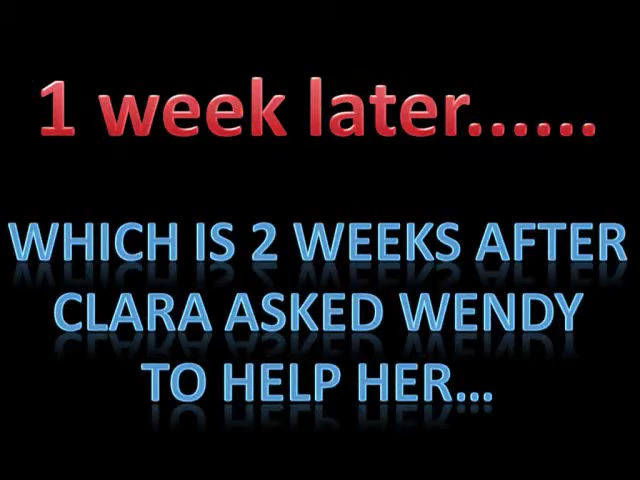 1 week later......
WHICH IS 2 WEEKS AFTER
CLARA ASKED WENDY
TO HELP HER...